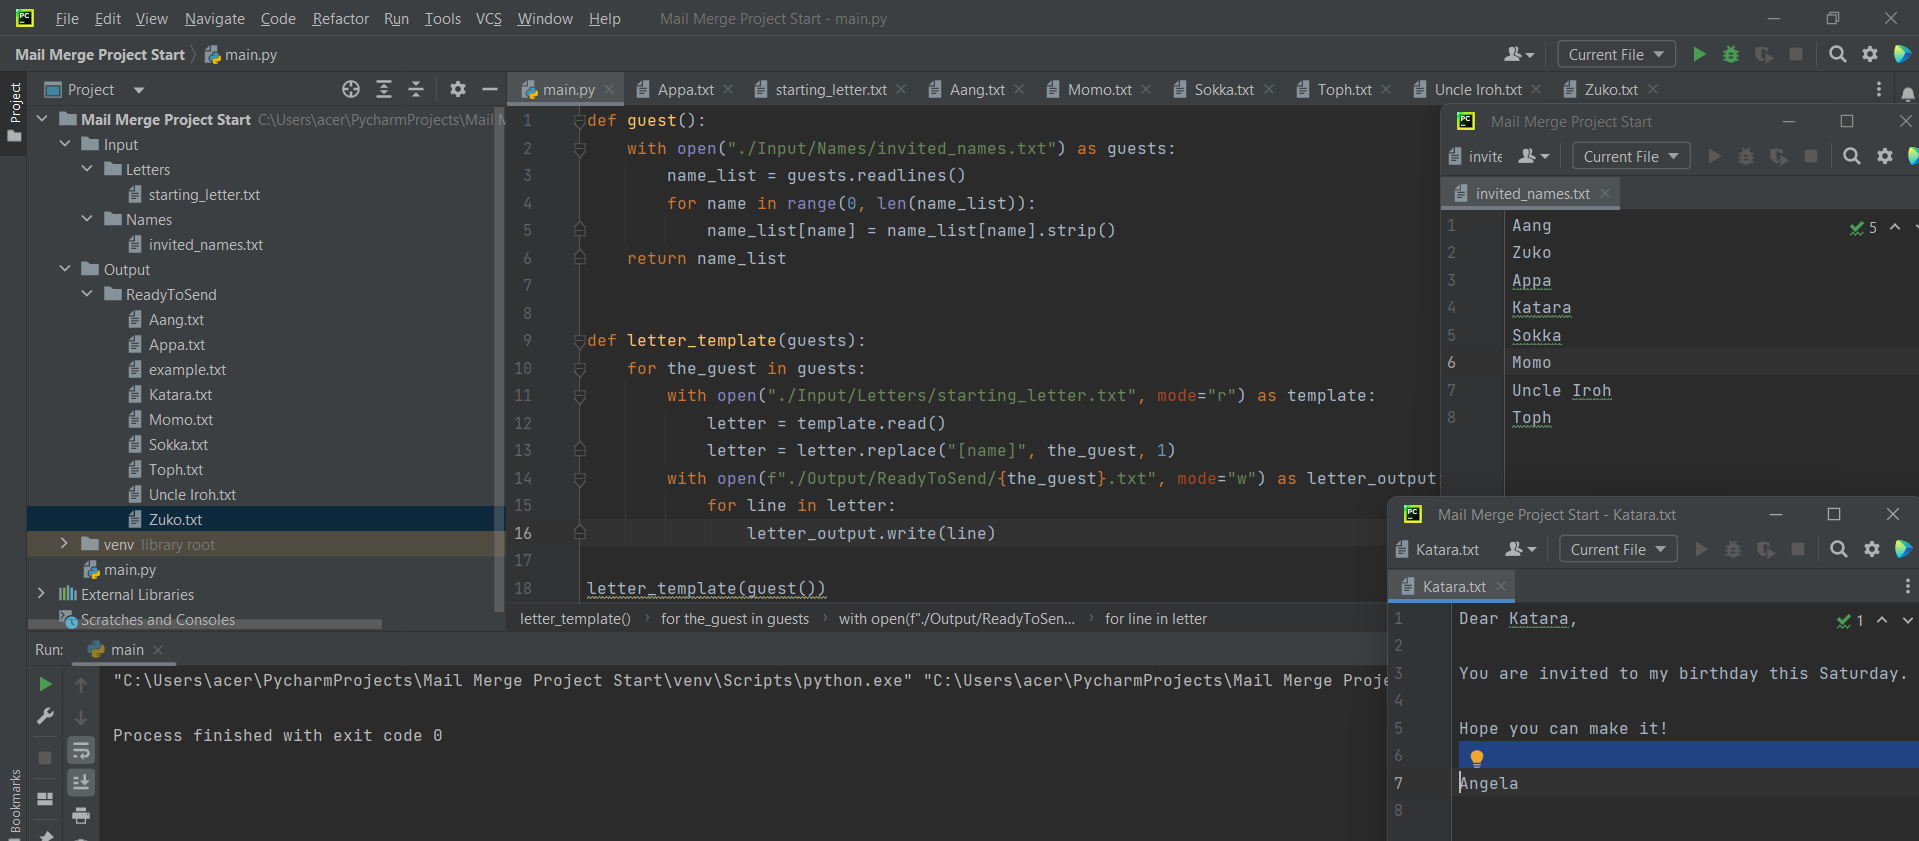 PC File Edit View Navigate Code Refactor Run Tools VCS Window Help Mail Merge Project Start - main.py
Mail Merge Project Start main.py Current File
Project
Project
Mail Merge Project Start C:\Users\acer\PycharmProjects\Mail M
Input
Letters
starting_letter.txt
Names
invited_names.txt
Output
ReadyToSend
Aang.txt
Appa.txt
example.txt
Katara.txt
Momo.txt
Sokka.txt
Toph.txt
Uncle Iroh.txt
Zuko.txt
venv library root
main.py
External Libraries
Scratches and Consoles
main.py Appa.txt starting_letter.txt Aang.txt Momo.txt Sokka.txt Toph.txt Uncle Iroh.txt Zuko.txt
1 def guest():
2 with open("./Input/Names/invited_names.txt") as guests:
3 name_list = guests.readlines()
4 for name in range(0, len(name_list)):
5 name_list[name] = name_list[name].strip()
6 return name_list
7
8
9 def letter_template(guests):
10 for the_guest in guests:
11 with open("./Input/Letters/starting_letter.txt", mode="r") as template:
12 letter = template.read()
13 letter = letter.replace("[name]", the_guest, 1)
14 with open(f"./Output/ReadyToSend/{the_guest}.txt", mode="w") as letter_output
15 for line in letter:
16 letter_output.write(line)
17
18 letter_template(guest())
letter_template() for the_guest in guests with open(f"./Output/ReadyToSen... for line in letter
PC Mail Merge Project Start
invite Current File
invited_names.txt
1 Aang 5
2 Zuko
3 Appa
4 Katara
5 Sokka
6 Momo
7 Uncle Iroh
8 Toph
PC Mail Merge Project Start - Katara.txt
Katara.txt Current File
Katara.txt
1 Dear Katara, 1
2
3 You are invited to my birthday this Saturday.
4
5 Hope you can make it!
6
7 Angela
8
Run: main
"C:\Users\acer\PycharmProjects\Mail Merge Project Start\venv\Scripts\python.exe" "C:\Users\acer\PycharmProjects\Mail Merge Proje
Process finished with exit code 0
Bookmarks